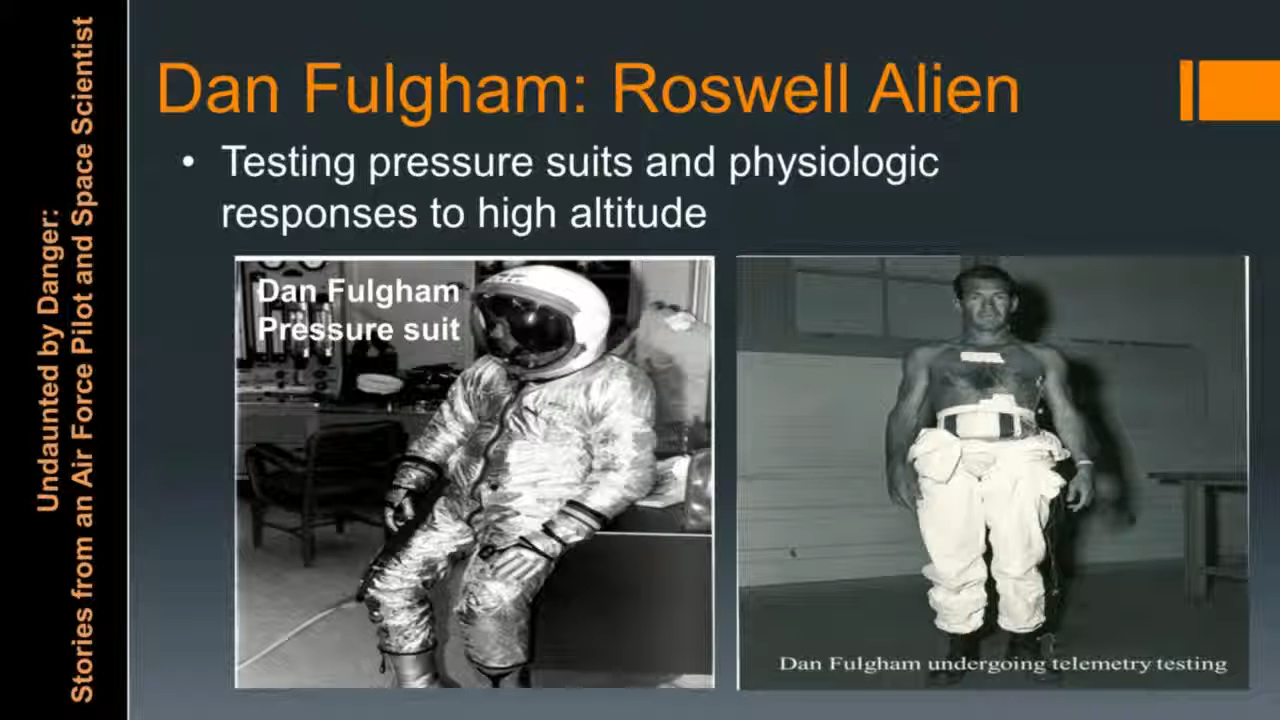 Undaunted by Danger:
Stories from an Air Force Pilot and Space Scientist
Dan Fulgham: Roswell Alien
• Testing pressure suits and physiologic
responses to high altitude
Dan Fulgham
Pressure suit
Dan Fulgham undergoing telemetry testing